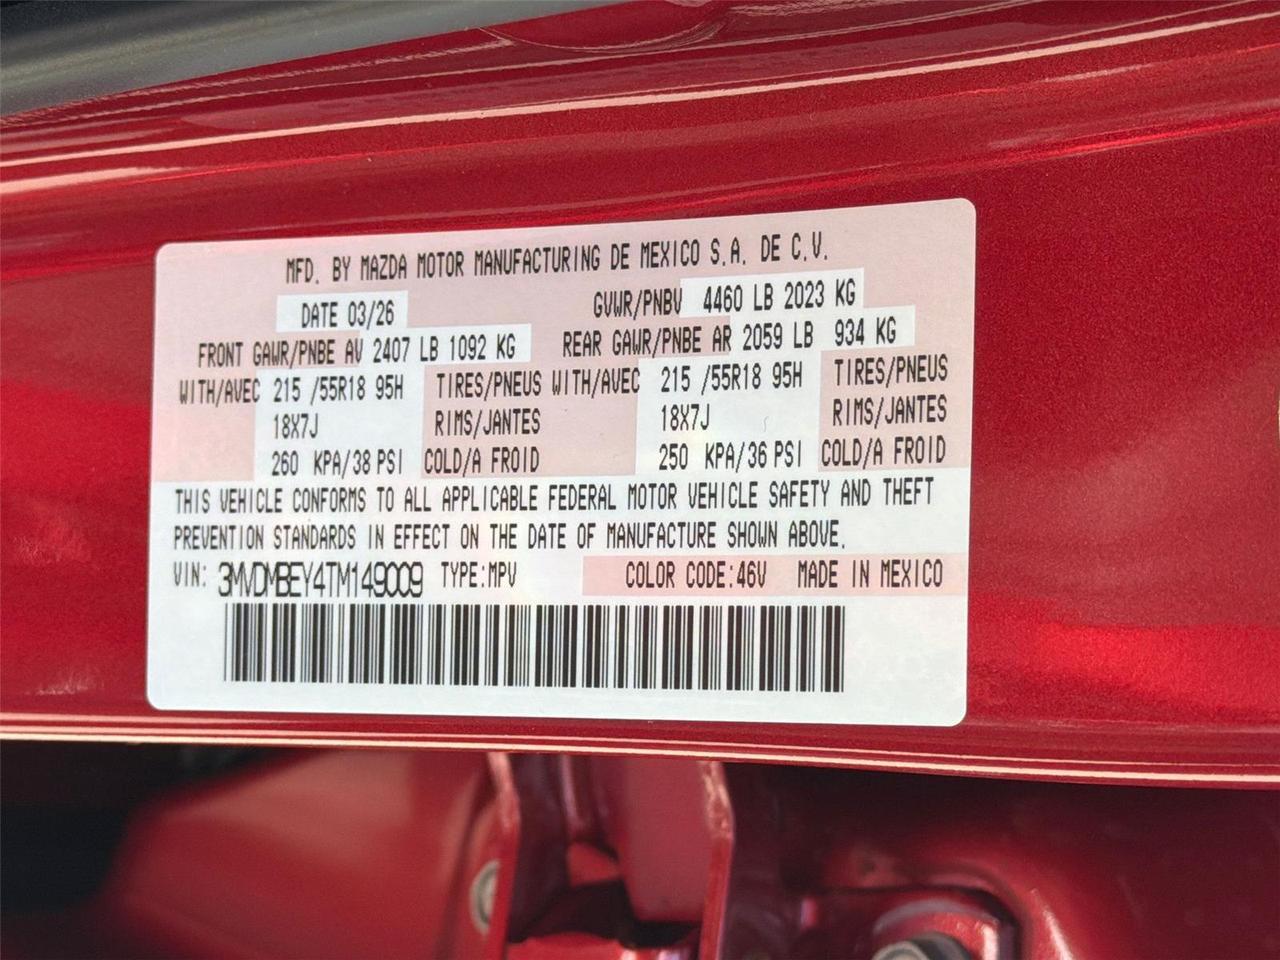 MFD. BY MAZDA MOTOR MANUFACTURING DE MEXICO S.A. DE C.V.
DATE 03/26 GVWR/PNBV 4460 LB 2023 KG
FRONT GAWR/PNBE AV 2407 LB 1092 KG REAR GAWR/PNBE AR 2059 LB 934 KG
WITH/AVEC 215 /55R18 95H TIRES/PNEUS WITH/AVEC 215 /55R18 95H TIRES/PNEUS
18X7J RIMS/JANTES 18X7J RIMS/JANTES
260 KPA/38 PSI COLD/A FROID 250 KPA/36 PSI COLD/A FROID
THIS VEHICLE CONFORMS TO ALL APPLICABLE FEDERAL MOTOR VEHICLE SAFETY AND THEFT
PREVENTION STANDARDS IN EFFECT ON THE DATE OF MANUFACTURE SHOWN ABOVE.
VIN: 3MVDMBEY4TM149009 TYPE:MPV COLOR CODE:46V MADE IN MEXICO